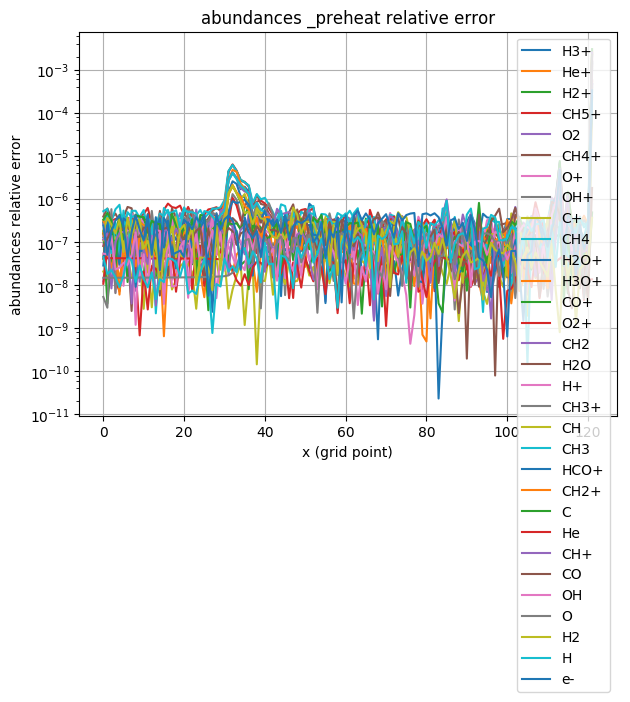 abundances _preheat relative error
abundances relative error
10⁻³
10⁻⁴
10⁻⁵
10⁻⁶
10⁻⁷
10⁻⁸
10⁻⁹
10⁻¹⁰
10⁻¹¹
0 20 40 60 80 100 120
x (grid point)
H3+
He+
H2+
CH5+
O2
CH4+
O+
OH+
C+
CH4
H2O+
H3O+
CO+
O2+
CH2
H2O
H+
CH3+
CH
CH3
HCO+
CH2+
C
He
CH+
CO
OH
O
H2
H
e-